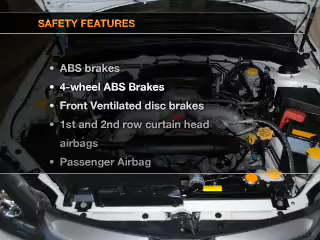 SAFETY FEATURES
• ABS brakes
• 4-wheel ABS Brakes
• Front Ventilated disc brakes
• 1st and 2nd row curtain head
airbags
• Passenger Airbag